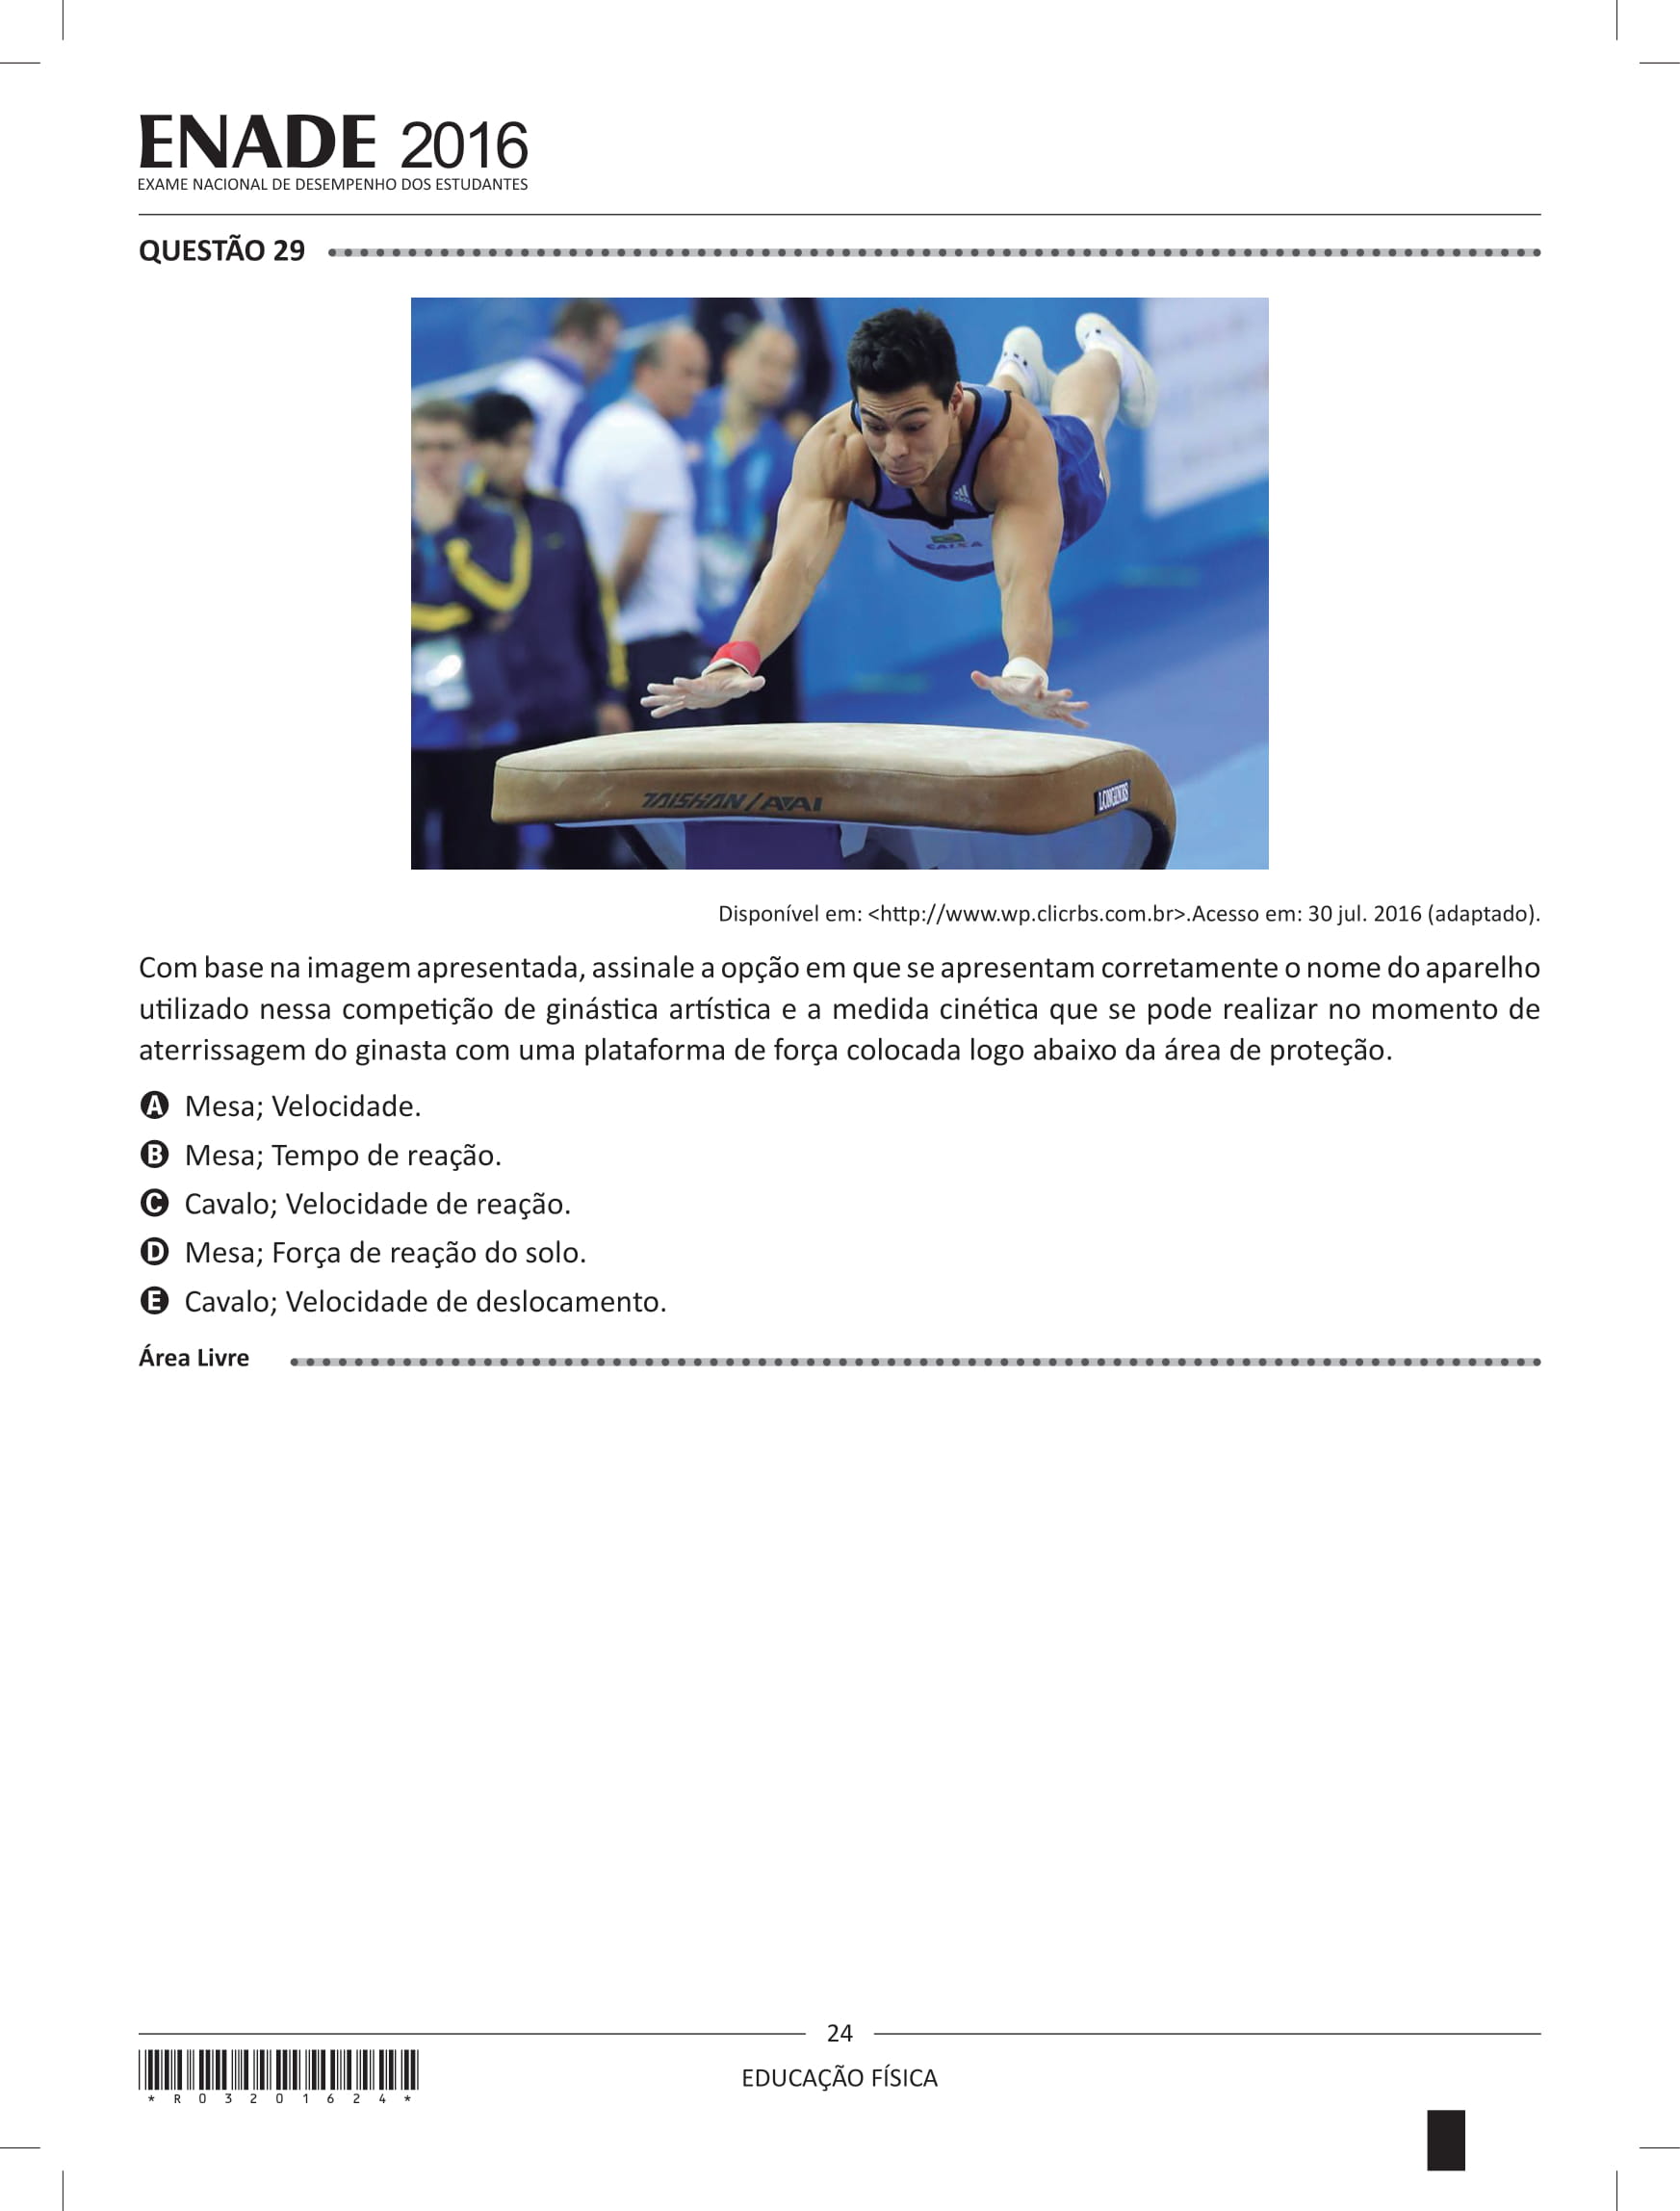 ENADE 2016
EXAME NACIONAL DE DESEMPENHO DOS ESTUDANTES
QUESTÃO 29
CAIXA
adidas
TAISHAN / AAI
LONGINES
Disponível em: <http://www.wp.clicrbs.com.br>.Acesso em: 30 jul. 2016 (adaptado).
Com base na imagem apresentada, assinale a opção em que se apresentam corretamente o nome do aparelho
utilizado nessa competição de ginástica artística e a medida cinética que se pode realizar no momento de
aterrissagem do ginasta com uma plataforma de força colocada logo abaixo da área de proteção.
A Mesa; Velocidade.
B Mesa; Tempo de reação.
C Cavalo; Velocidade de reação.
D Mesa; Força de reação do solo.
E Cavalo; Velocidade de deslocamento.
Área Livre
24
EDUCAÇÃO FÍSICA
* R 0 3 2 0 1 6 2 4 *